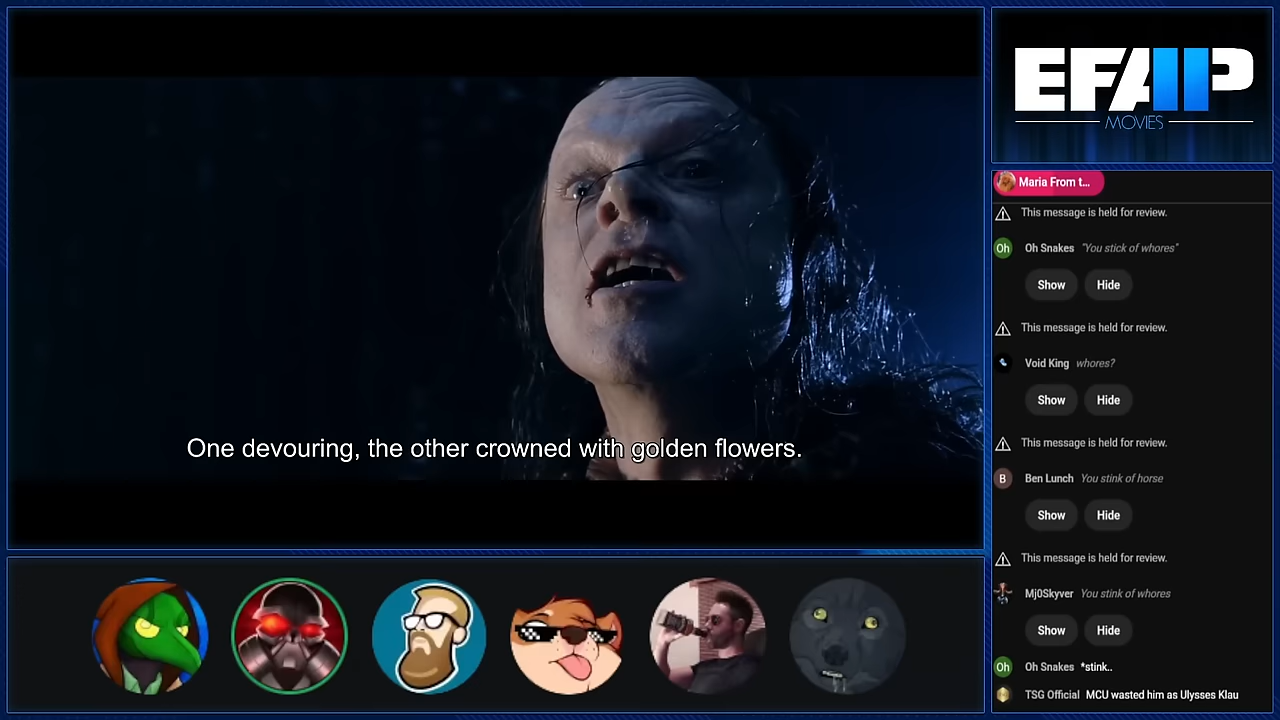 One devouring, the other crowned with golden flowers.
EFAP
MOVIES
Maria From t...
This message is held for review.
Oh
Oh Snakes "You stick of whores"
Show Hide
This message is held for review.
Void King whores?
Show Hide
This message is held for review.
B
Ben Lunch You stink of horse
Show Hide
This message is held for review.
Mj0Skyver You stink of whores
Show Hide
Oh
Oh Snakes *stink..
TSG Official MCU wasted him as Ulysses Klau